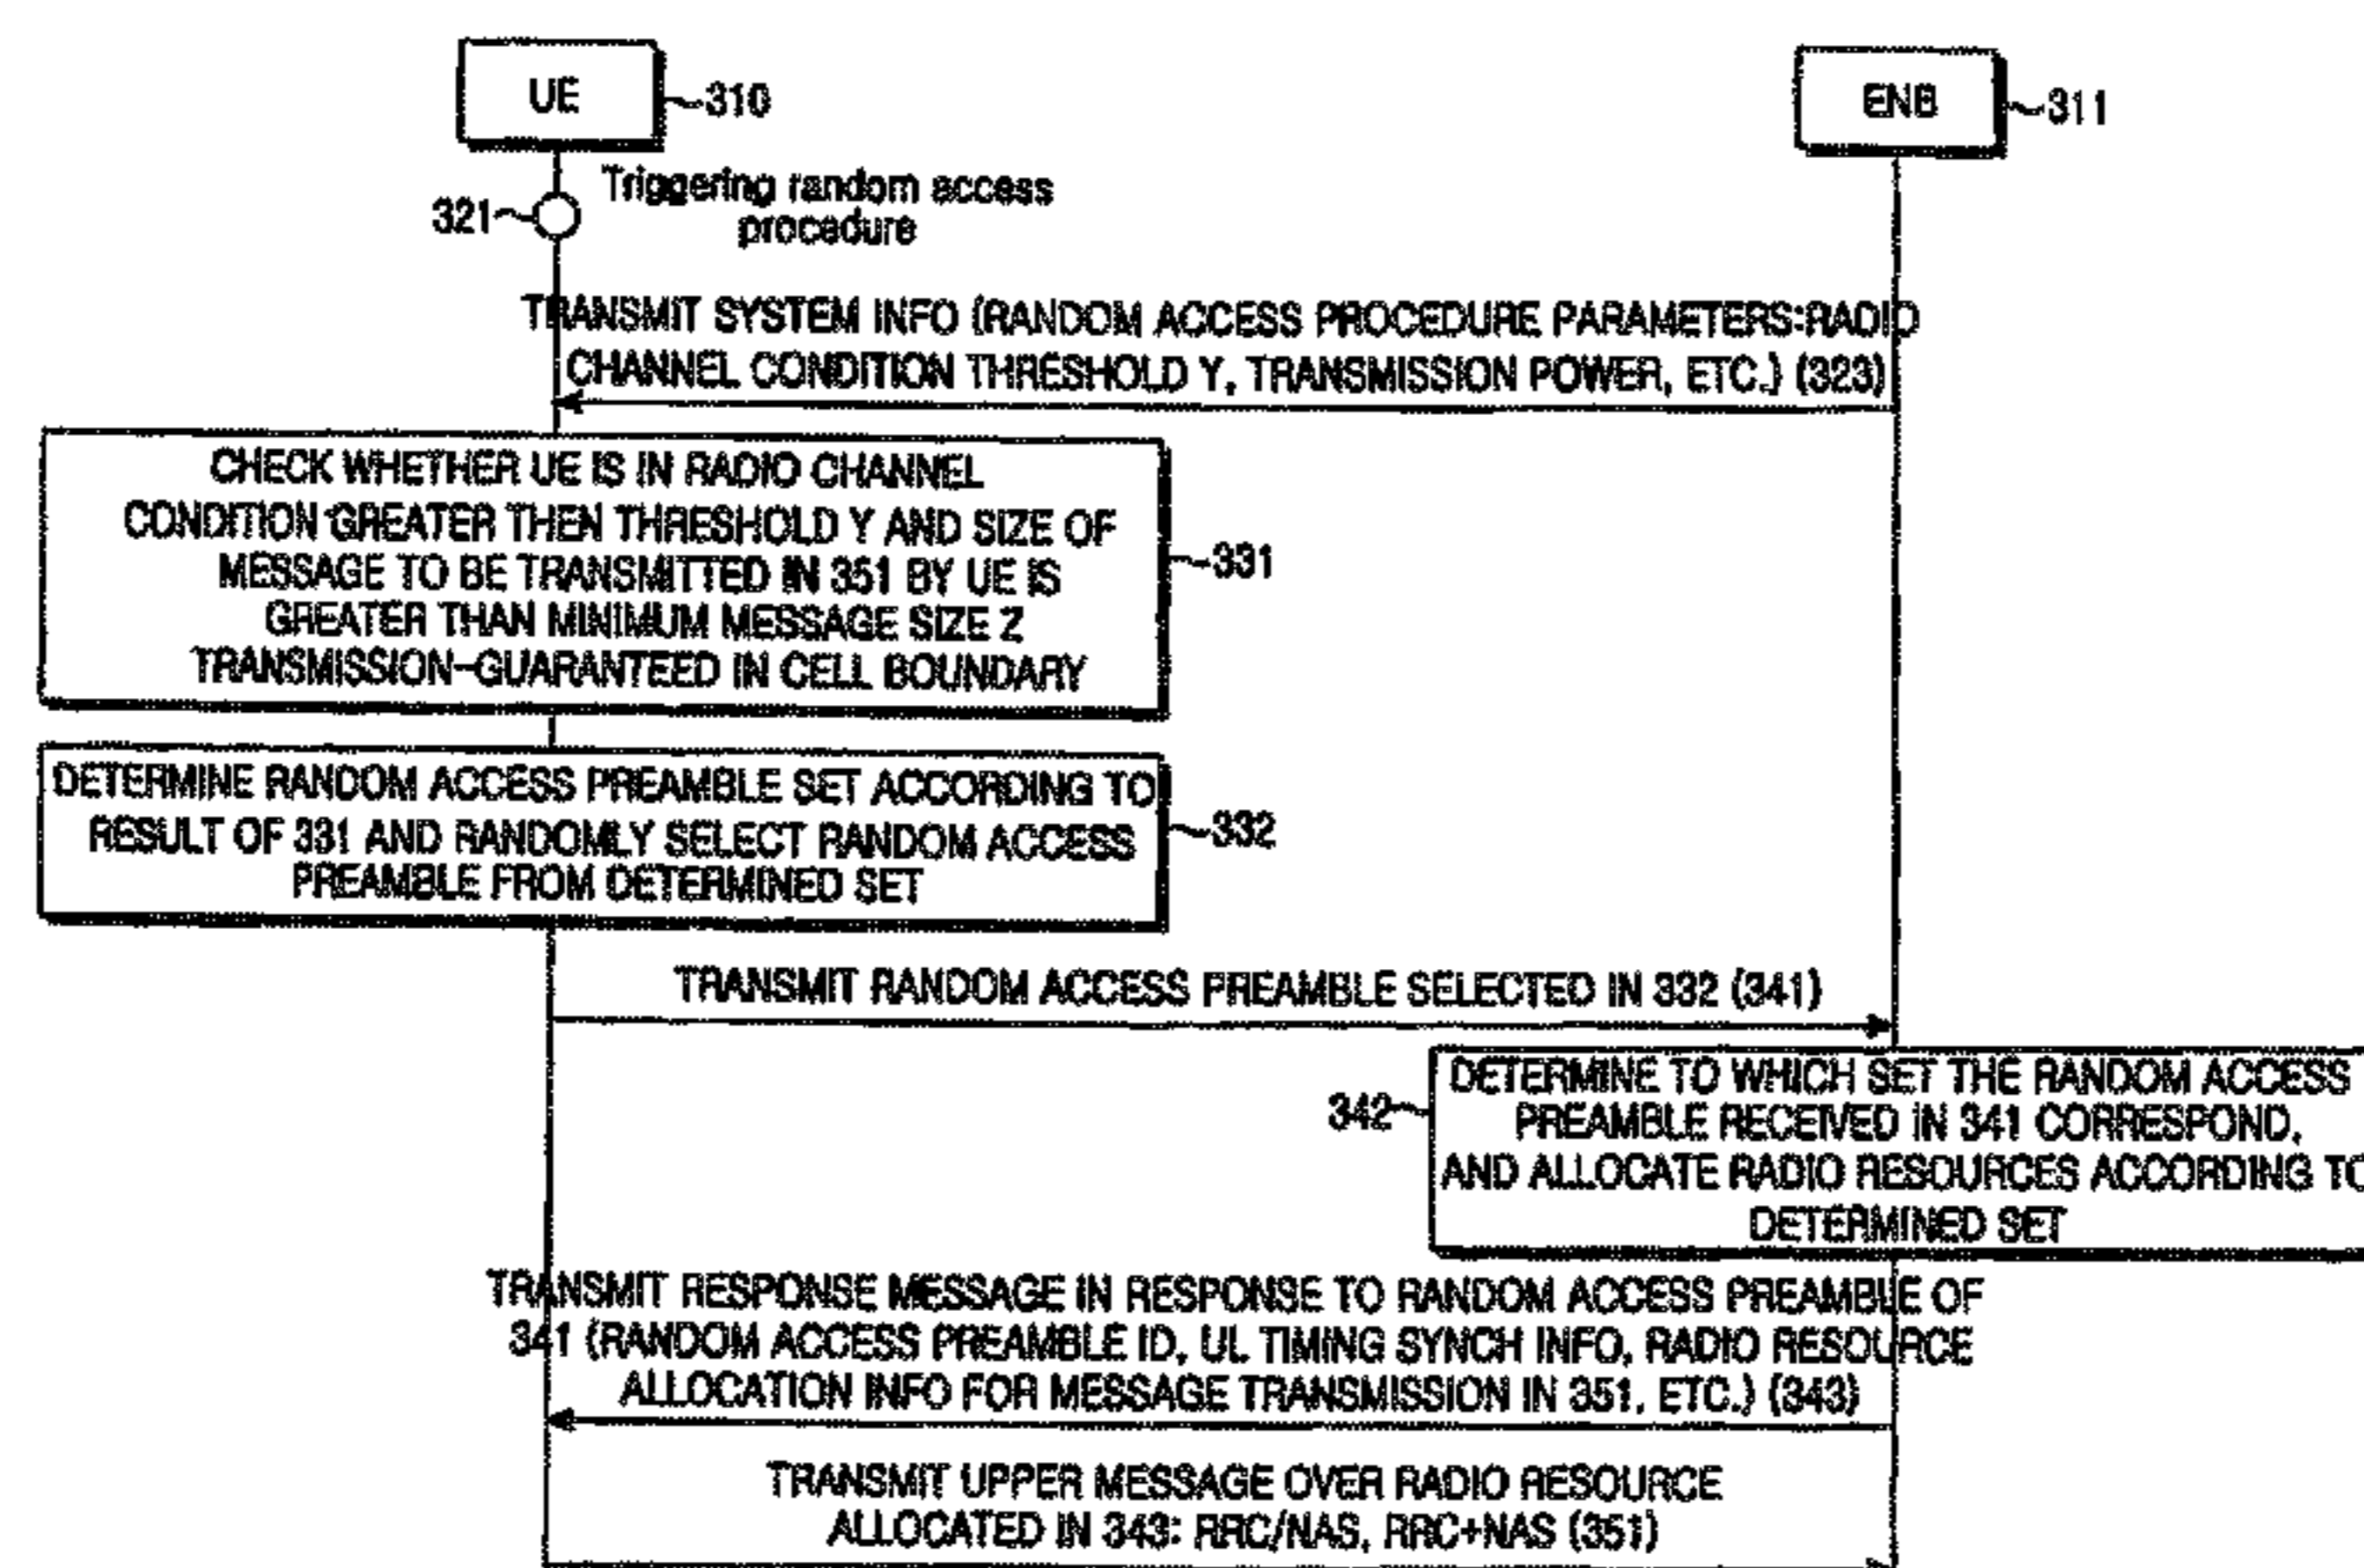 UE
310
ENB
311
321
Triggering random access
procedure
TRANSMIT SYSTEM INFO (RANDOM ACCESS PROCEDURE PARAMETERS:RADIO
CHANNEL CONDITION THRESHOLD Y, TRANSMISSION POWER, ETC.) (323)
CHECK WHETHER UE IS IN RADIO CHANNEL
CONDITION GREATER THEN THRESHOLD Y AND SIZE OF
MESSAGE TO BE TRANSMITTED IN 351 BY UE IS
GREATER THAN MINIMUM MESSAGE SIZE Z
TRANSMISSION-GUARANTEED IN CELL BOUNDARY
331
DETERMINE RANDOM ACCESS PREAMBLE SET ACCORDING TO
RESULT OF 331 AND RANDOMLY SELECT RANDOM ACCESS
PREAMBLE FROM DETERMINED SET
332
TRANSMIT RANDOM ACCESS PREAMBLE SELECTED IN 332 (341)
342
DETERMINE TO WHICH SET THE RANDOM ACCESS
PREAMBLE RECEIVED IN 341 CORRESPOND,
AND ALLOCATE RADIO RESOURCES ACCORDING TO
DETERMINED SET
TRANSMIT RESPONSE MESSAGE IN RESPONSE TO RANDOM ACCESS PREAMBLE OF
341 (RANDOM ACCESS PREAMBLE ID, UL TIMING SYNCH INFO, RADIO RESOURCE
ALLOCATION INFO FOR MESSAGE TRANSMISSION IN 351, ETC.) (343)
TRANSMIT UPPER MESSAGE OVER RADIO RESOURCE
ALLOCATED IN 343: RRC/NAS, RRC+NAS (351)